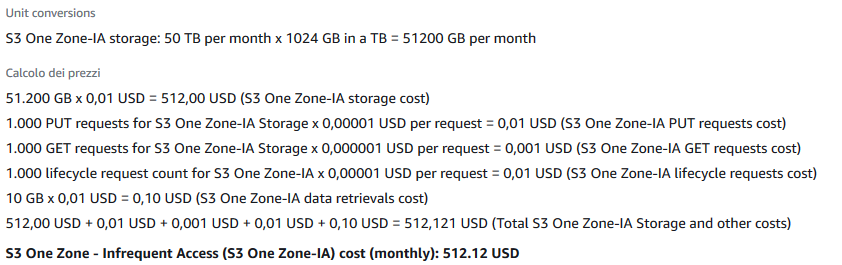 Unit conversions
S3 One Zone-IA storage: 50 TB per month x 1024 GB in a TB = 51200 GB per month
Calcolo dei prezzi
51.200 GB x 0,01 USD = 512,00 USD (S3 One Zone-IA storage cost)
1.000 PUT requests for S3 One Zone-IA Storage x 0,00001 USD per request = 0,01 USD (S3 One Zone-IA PUT requests cost)
1.000 GET requests for S3 One Zone-IA Storage x 0,000001 USD per request = 0,001 USD (S3 One Zone-IA GET requests cost)
1.000 lifecycle request count for S3 One Zone-IA x 0,00001 USD per request = 0,01 USD (S3 One Zone-IA lifecycle requests cost)
10 GB x 0,01 USD = 0,10 USD (S3 One Zone-IA data retrievals cost)
512,00 USD + 0,01 USD + 0,001 USD + 0,01 USD + 0,10 USD = 512,121 USD (Total S3 One Zone-IA Storage and other costs)
S3 One Zone - Infrequent Access (S3 One Zone-IA) cost (monthly): 512.12 USD